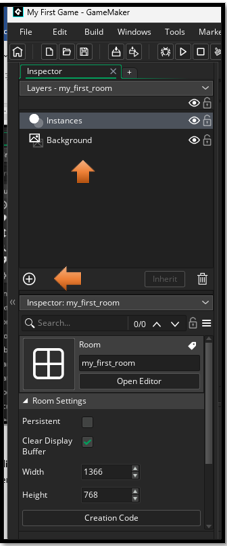 My First Game - GameMaker
File Edit Build Windows Tools
Inspector
Layers - my_first_room
Instances
Background
Inherit
Inspector: my_first_room
Search... 0/0
Room
my_first_room
Open Editor
Room Settings
Persistent
Clear Display
Buffer
Width 1366
Height 768
Creation Code